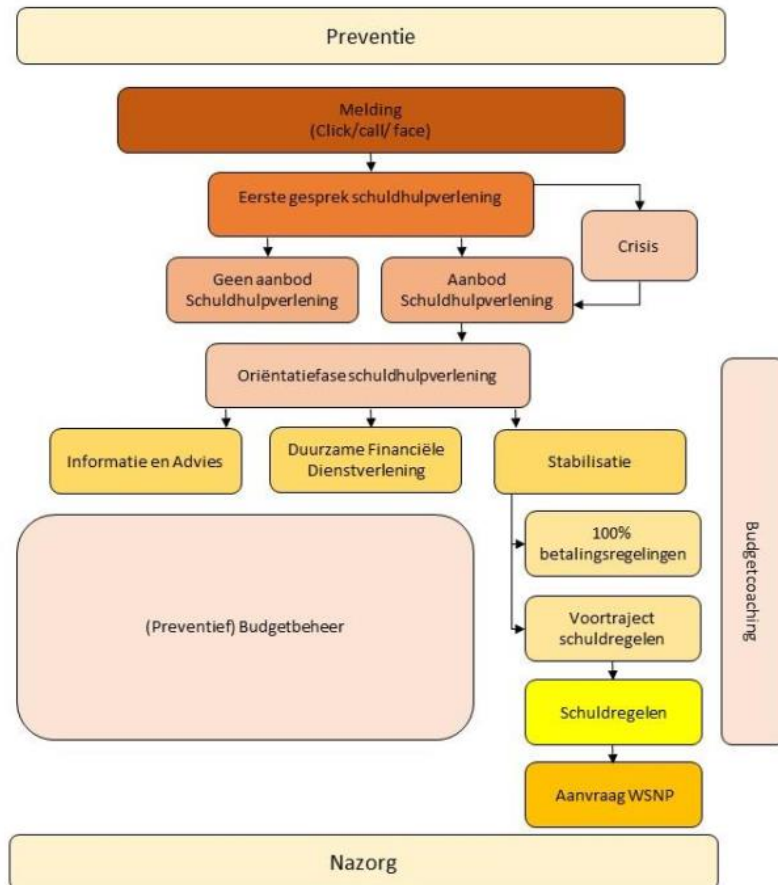 Preventie
Melding
(Click/call/ face)
Eerste gesprek schuldhulpverlening
Crisis
Geen aanbod
Schuldhulpverlening
Aanbod
Schuldhulpverlening
Oriëntatiefase schuldhulpverlening
Informatie en Advies
Duurzame Financiële
Dienstverlening
Stabilisatie
100%
betalingsregelingen
(Preventief) Budgetbeheer
Voortraject
schuldregelen
Budgetcoaching
Schuldregelen
Aanvraag WSNP
Nazorg